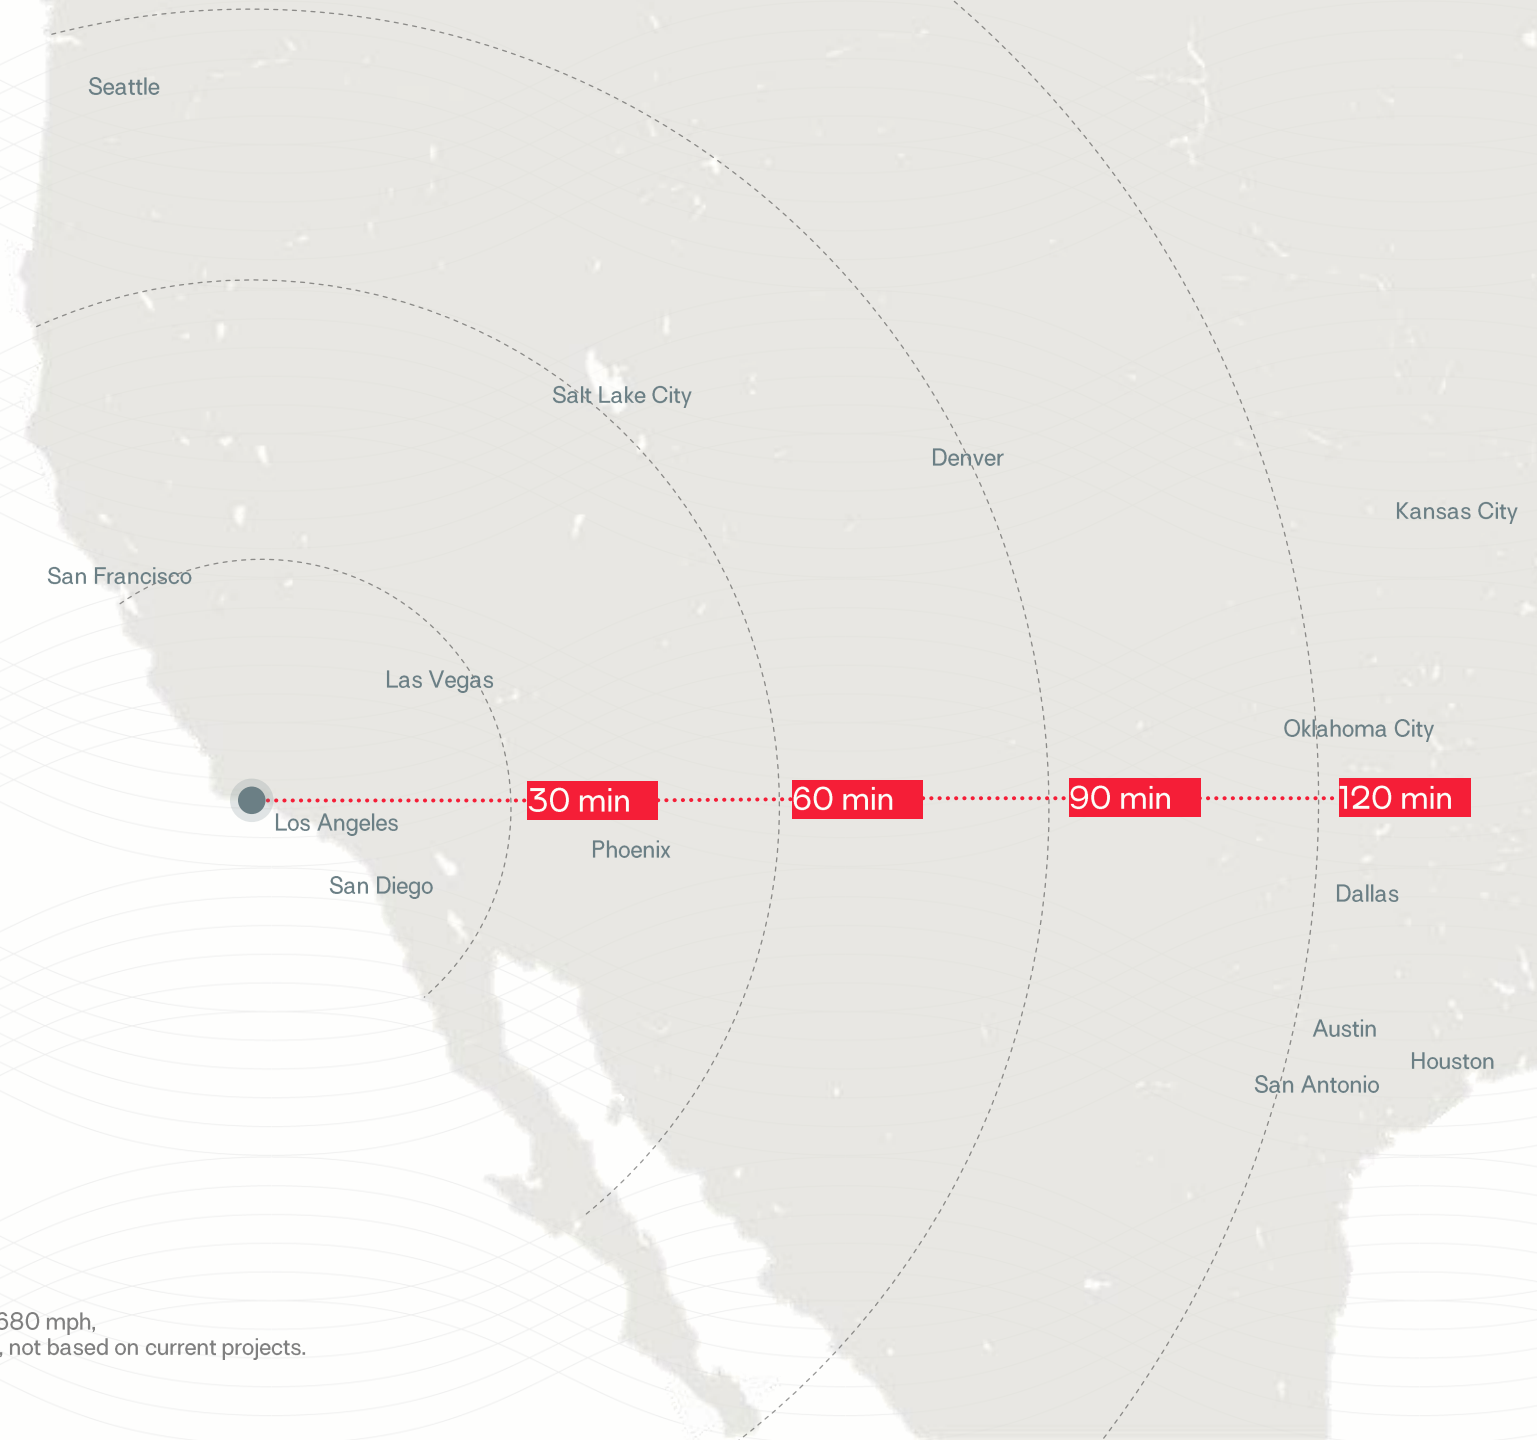 Seattle
Salt Lake City
Denver
Kansas City
San Francisco
Las Vegas
Oklahoma City
30 min
60 min
90 min
120 min
Los Angeles
Phoenix
San Diego
Dallas
Austin
Houston
San Antonio
680 mph,
, not based on current projects.